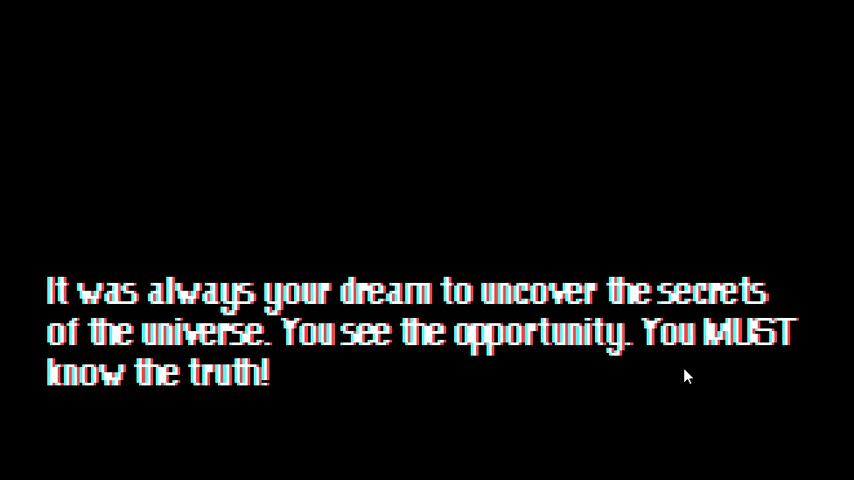 It was always your dream to uncover the secrets
of the universe. You see the opportunity. You MUST
know the truth!